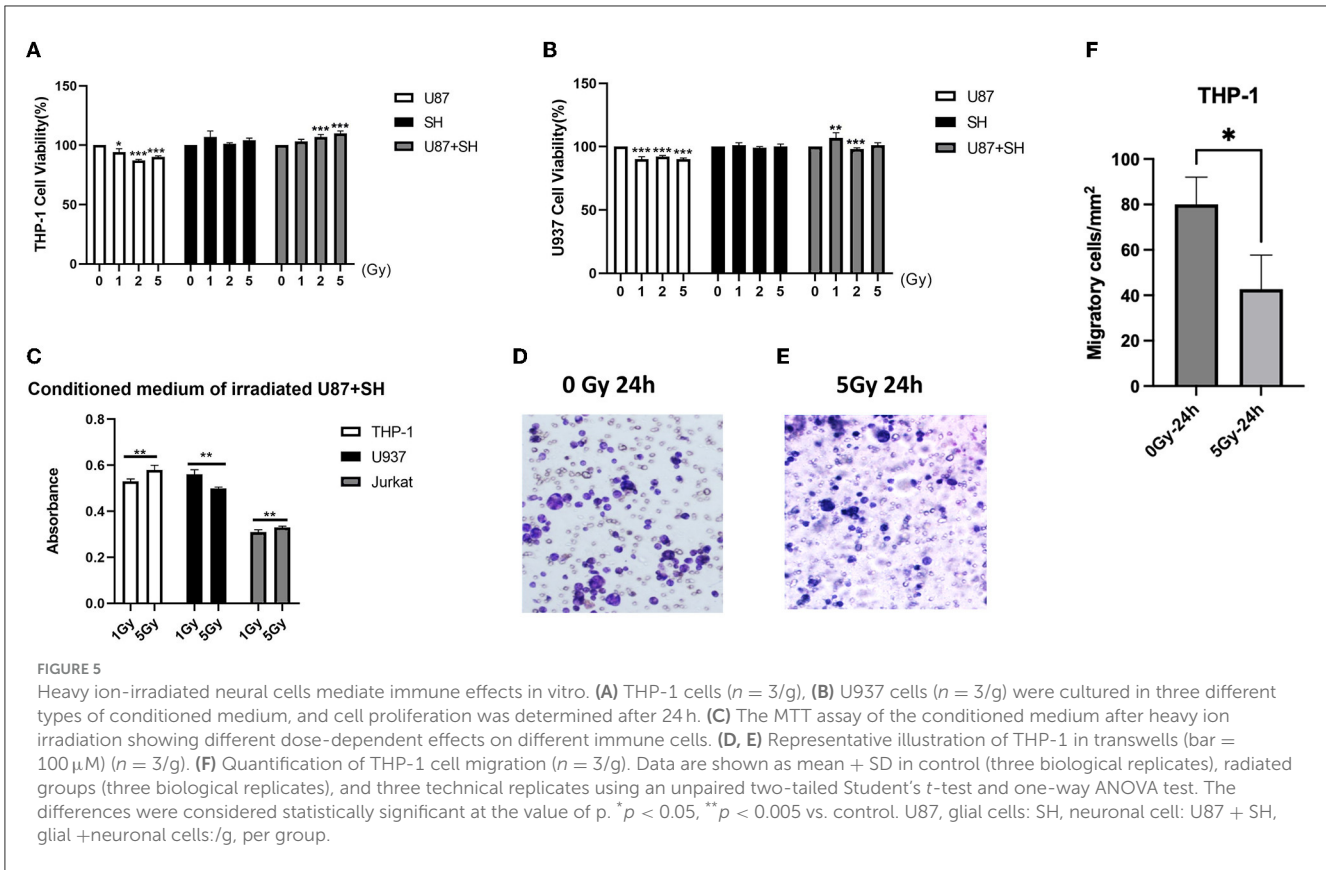 A
THP-1 Cell Viability(%)
150
100
50
0
* *** ***
*** ***
0 1 2 5 0 1 2 5 0 1 2 5
(Gy)
U87
SH
U87+SH
B
U937 Cell Viability(%)
150
100
50
0
*** *** ***
** ***
0 1 2 5 0 1 2 5 0 1 2 5
(Gy)
U87
SH
U87+SH
F
THP-1
*
Migratory cells/mm2
100
80
60
40
20
0
0Gy-24h
5Gy-24h
C
Conditioned medium of irradiated U87+SH
Absorbance
0.8
0.6
0.4
0.2
0.0
** ** **
1Gy 5Gy 1Gy 5Gy 1Gy 5Gy
THP-1
U937
Jurkat
D
0 Gy 24h
E
5Gy 24h
FIGURE 5
Heavy ion-irradiated neural cells mediate immune effects in vitro. (A) THP-1 cells (n = 3/g), (B) U937 cells (n = 3/g) were cultured in three different
types of conditioned medium, and cell proliferation was determined after 24 h. (C) The MTT assay of the conditioned medium after heavy ion
irradiation showing different dose-dependent effects on different immune cells. (D, E) Representative illustration of THP-1 in transwells (bar =
100 μM) (n = 3/g). (F) Quantification of THP-1 cell migration (n = 3/g). Data are shown as mean + SD in control (three biological replicates), radiated
groups (three biological replicates), and three technical replicates using an unpaired two-tailed Student's t-test and one-way ANOVA test. The
differences were considered statistically significant at the value of p. *p < 0.05, **p < 0.005 vs. control. U87, glial cells: SH, neuronal cell: U87 + SH,
glial +neuronal cells:/g, per group.